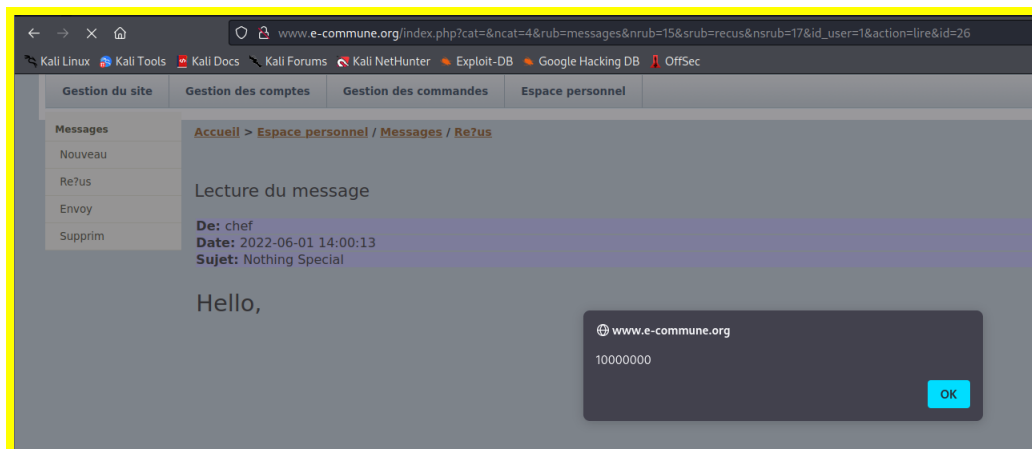 www.e-commune.org/index.php?cat=&ncat=4&rub=messages&nrub=15&srub=recus&nsrub=17&id_user=1&action=lire&id=26
Kali Linux Kali Tools Kali Docs Kali Forums Kali NetHunter Exploit-DB Google Hacking DB OffSec
Gestion du site Gestion des comptes Gestion des commandes Espace personnel
Messages
Nouveau
Re?us
Envoy
Supprim
Accueil > Espace personnel / Messages / Re?us
Lecture du message
De: chef
Date: 2022-06-01 14:00:13
Sujet: Nothing Special
Hello,
www.e-commune.org
10000000
OK